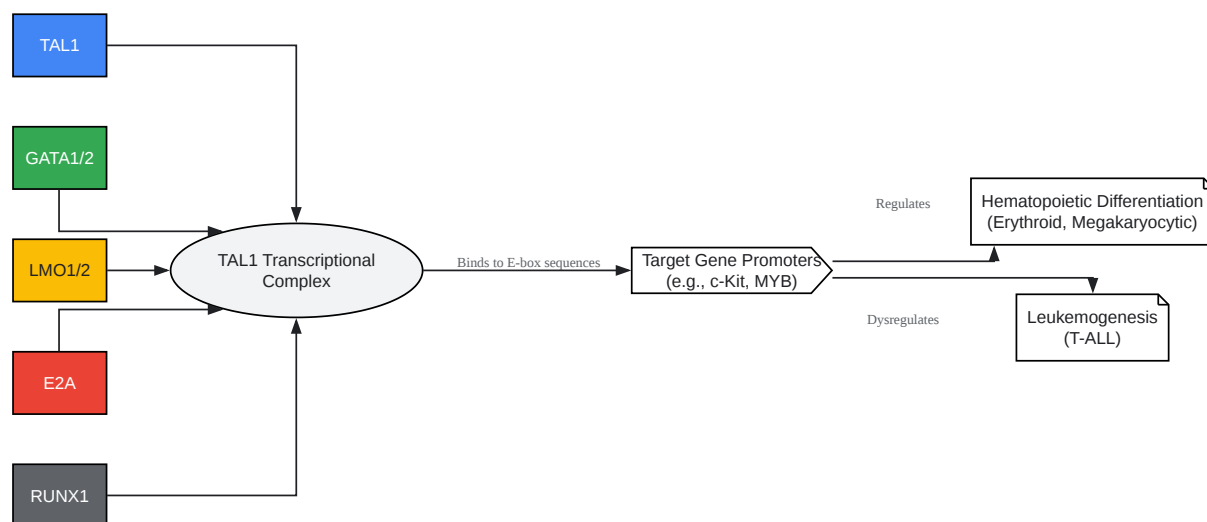 TAL1
GATA1/2
LMO1/2
E2A
RUNX1
TAL1 Transcriptional
Complex
Binds to E-box sequences
Target Gene Promoters
(e.g., c-Kit, MYB)
Regulates
Hematopoietic Differentiation
(Erythroid, Megakaryocytic)
Dysregulates
Leukemogenesis
(T-ALL)